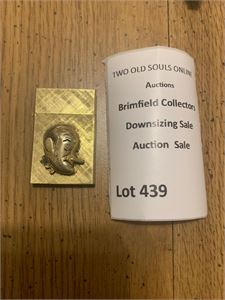 TWO OLD SOULS ONLINE
Auctions
Brimfield Collectors
Downsizing Sale
Auction Sale
Lot 439